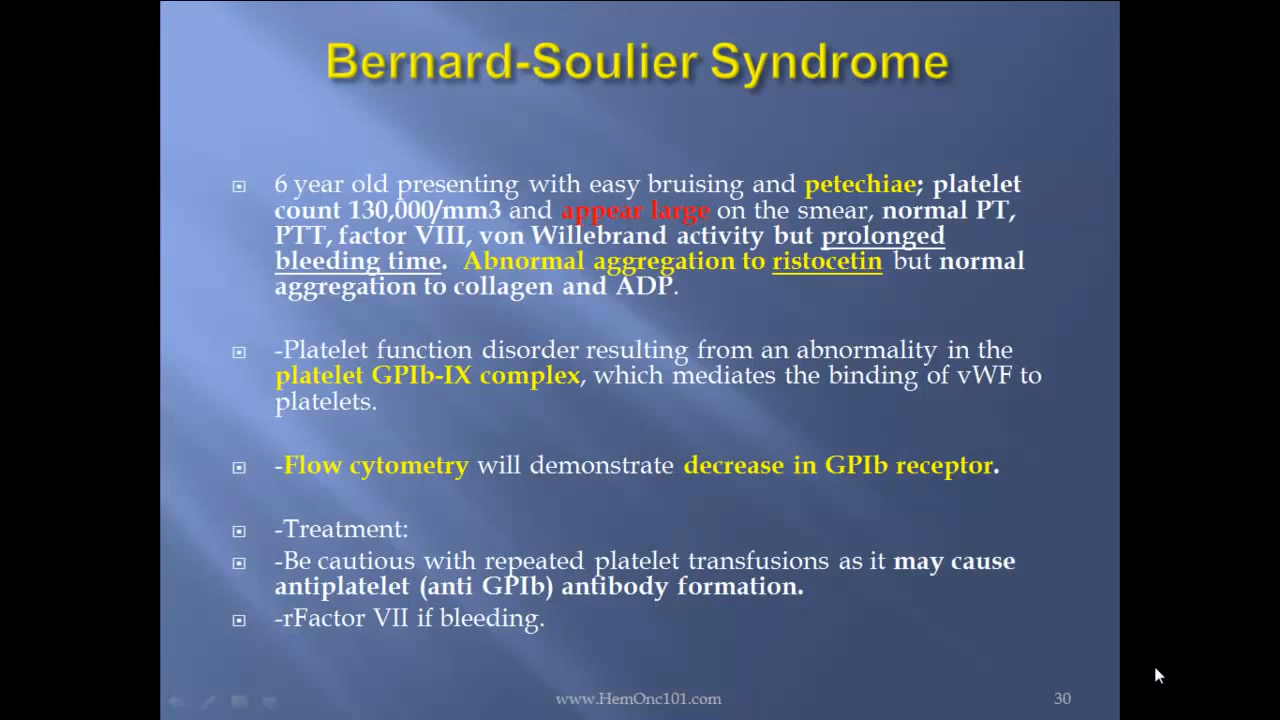 Bernard-Soulier Syndrome
6 year old presenting with easy bruising and petechiae; platelet
count 130,000/mm3 and appear large on the smear, normal PT,
PTT, factor VIII, von Willebrand activity but prolonged
bleeding time. Abnormal aggregation to ristocetin but normal
aggregation to collagen and ADP.
-Platelet function disorder resulting from an abnormality in the
platelet GPIb-IX complex, which mediates the binding of vWF to
platelets.
-Flow cytometry will demonstrate decrease in GPIb receptor.
-Treatment:
-Be cautious with repeated platelet transfusions as it may cause
antiplatelet (anti GPIb) antibody formation.
-rFactor VII if bleeding.
www.HemOnc101.com
30